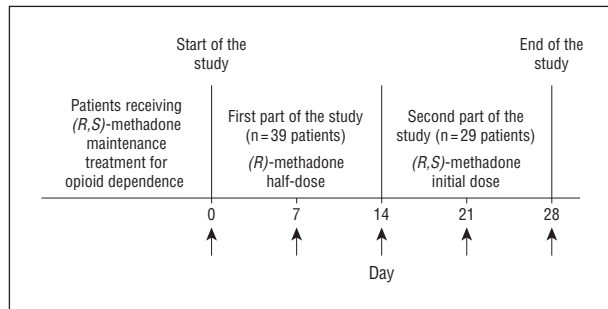 Start of the
study
End of the
study
Patients receiving
(R,S)-methadone
maintenance
treatment for
opioid dependence
First part of the study
(n=39 patients)
(R)-methadone
half-dose
Second part of the
study (n=29 patients)
(R,S)-methadone
initial dose
0 7 14 21 28
Day